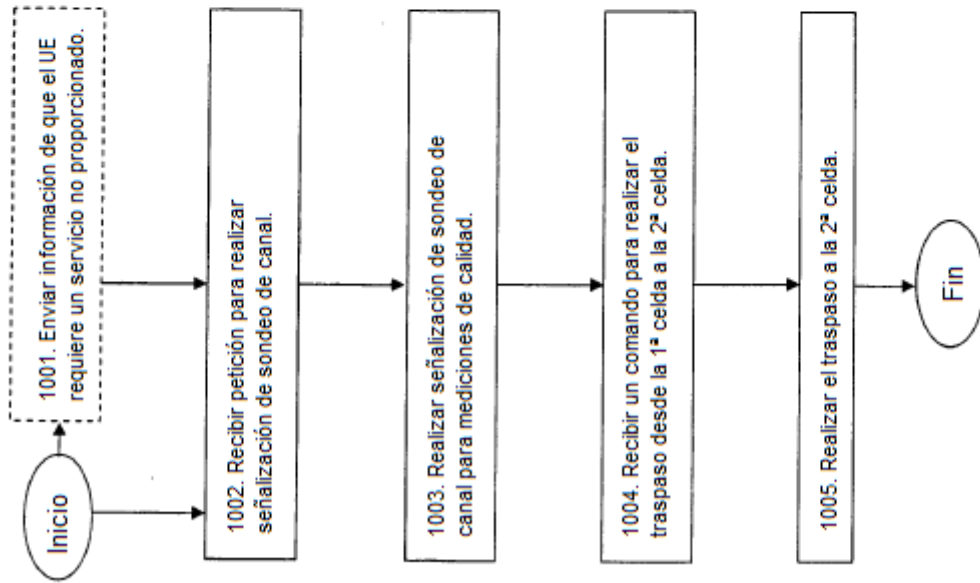 Inicio
1001. Enviar información de que el UE
requiere un servicio no proporcionado.
1002. Recibir petición para realizar
señalización de sondeo de canal.
1003. Realizar señalización de sondeo de
canal para mediciones de calidad.
1004. Recibir un comando para realizar el
traspaso desde la 1ª celda a la 2ª celda.
1005. Realizar el traspaso a la 2ª celda.
Fin